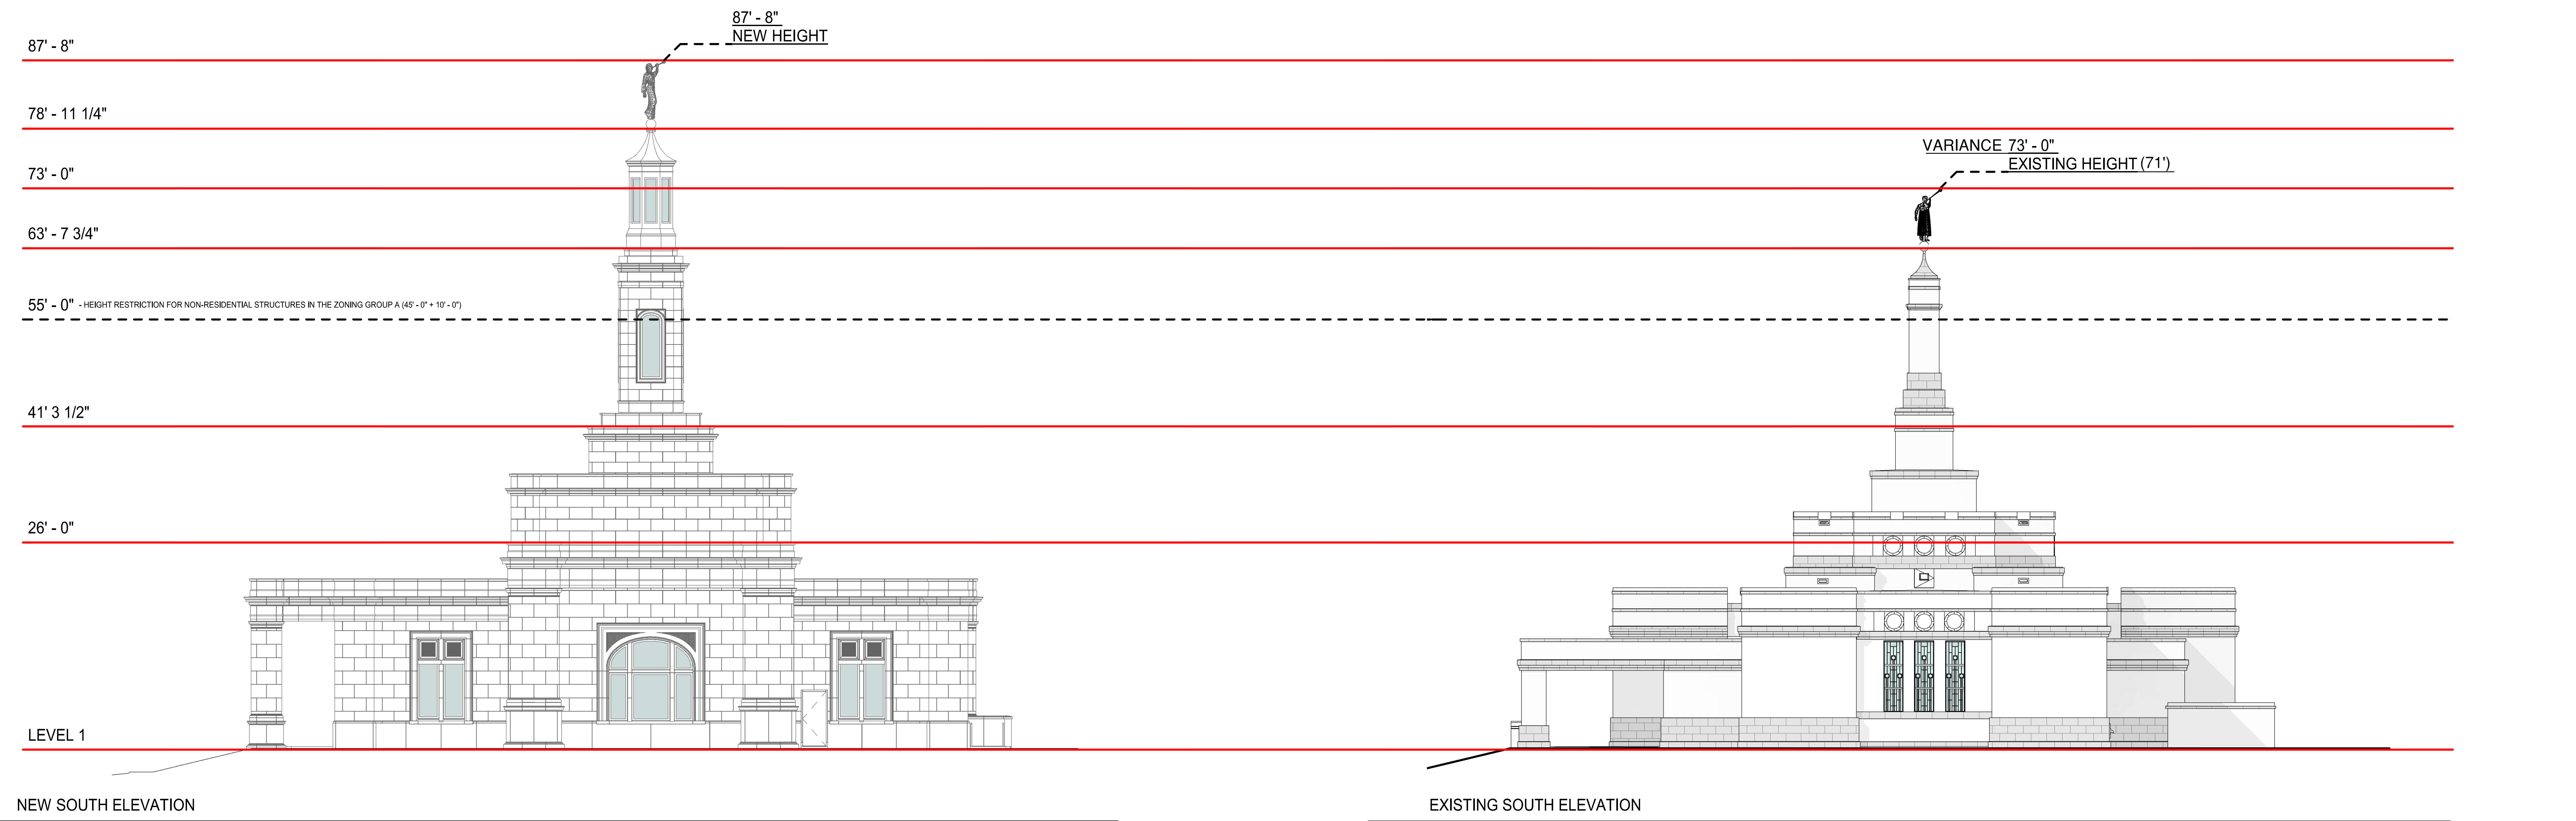 87' - 8"
NEW HEIGHT
87' - 8"
78' - 11 1/4"
VARIANCE 73' - 0"
EXISTING HEIGHT (71')
73' - 0"
63' - 7 3/4"
55' - 0" - HEIGHT RESTRICTION FOR NON-RESIDENTIAL STRUCTURES IN THE ZONING GROUP A (45' - 0" + 10' - 0")
41' 3 1/2"
26' - 0"
LEVEL 1
NEW SOUTH ELEVATION
EXISTING SOUTH ELEVATION